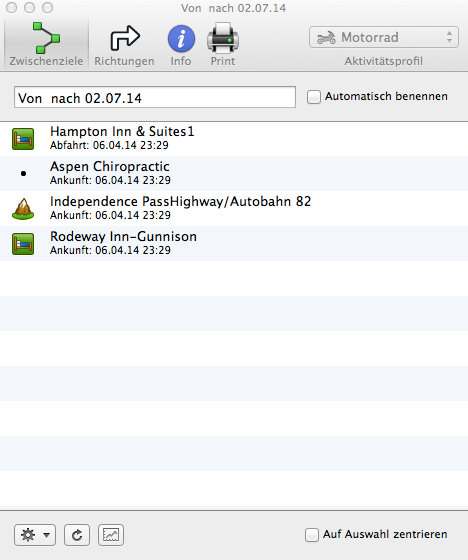 Von  nach 02.07.14
Zwischenziele
Richtungen
Info
Print
Motorrad
Aktivitätsprofil
Von  nach 02.07.14
Automatisch benennen
Hampton Inn & Suites1
Abfahrt: 06.04.14 23:29
Aspen Chiropractic
Ankunft: 06.04.14 23:29
Independence PassHighway/Autobahn 82
Ankunft: 06.04.14 23:29
Rodeway Inn-Gunnison
Ankunft: 06.04.14 23:29
Auf Auswahl zentrieren